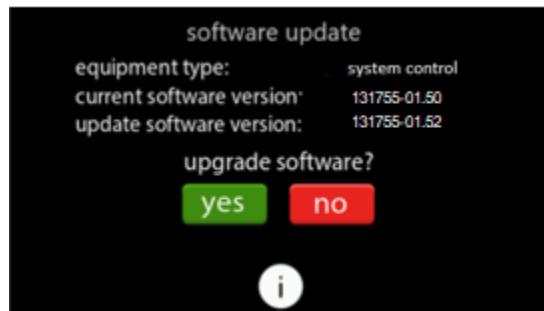 software update
equipment type: system control
current software version: 131755-01.50
update software version: 131755-01.52
upgrade software?
yes no
i